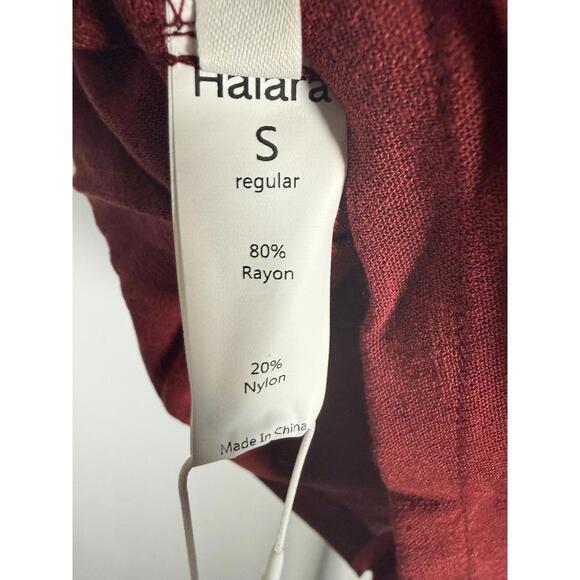 Halara
S
regular
80%
Rayon
20%
Nylon
Made In China